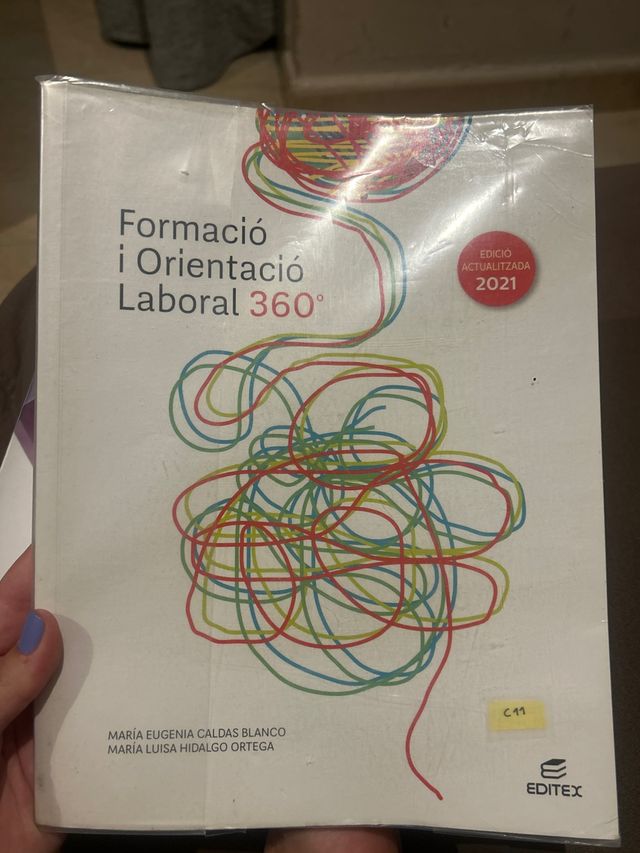 Formació
i Orientació
Laboral 360°
EDICIÓ
ACTUALITZADA
2021
MARÍA EUGENIA CALDAS BLANCO
MARÍA LUISA HIDALGO ORTEGA
C11
EDITEX